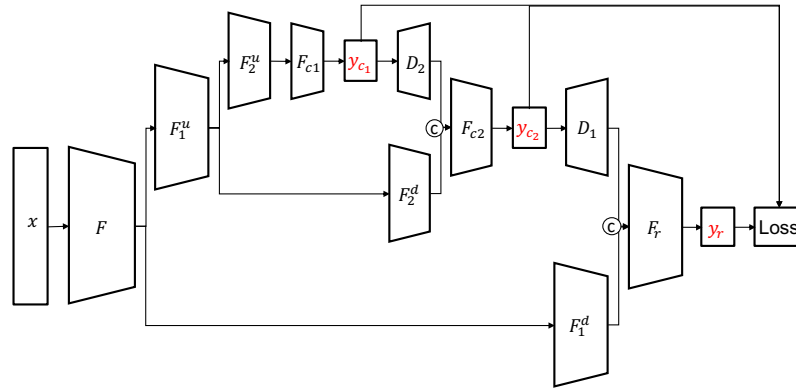 x
F
F_1^u
F_2^u
F_{c1}
y_{c_1}
D_2
F_2^d
c
F_{c2}
y_{c_2}
D_1
F_1^d
c
F_r
y_r
Loss